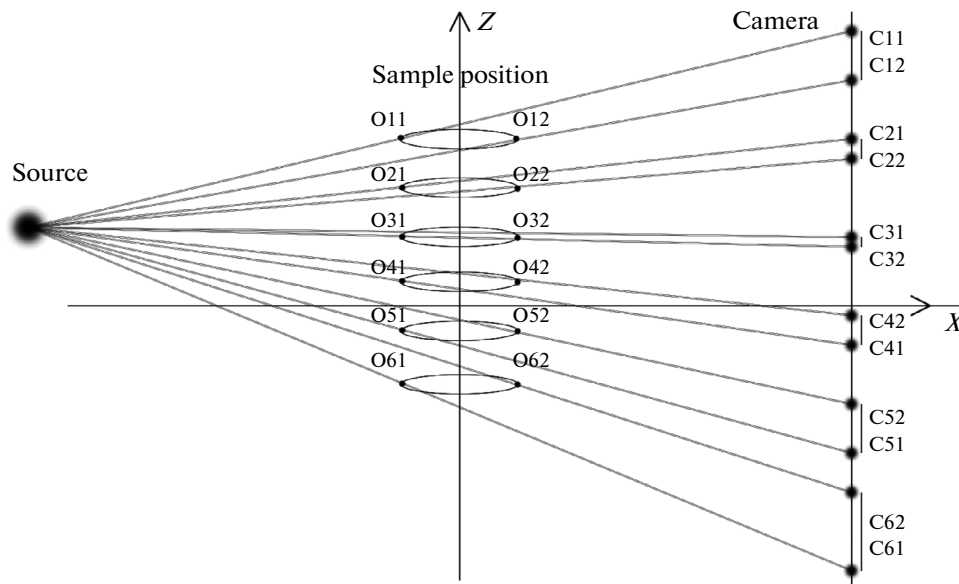 Camera
Z
C11
C12
Sample position
O11 O12
C21
C22
O21 O22
Source
O31 O32
C31
C32
O41 O42
C42
C41
X
O51 O52
O61 O62
C52
C51
C62
C61